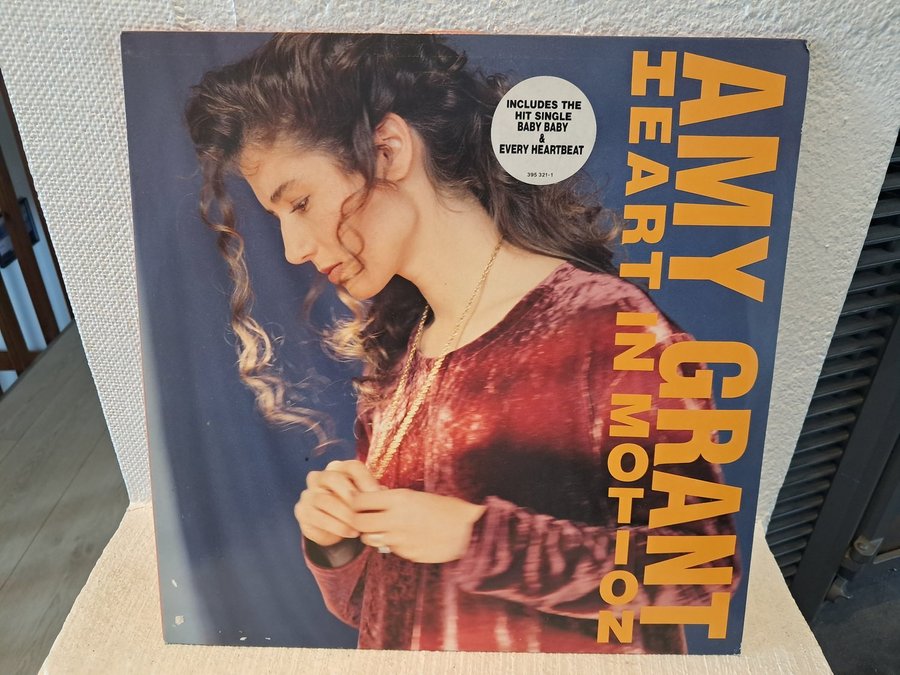 AMY GRANT
HEART IN MOTION
INCLUDES THE
HIT SINGLE
BABY BABY
&
EVERY HEARTBEAT
395 321-1